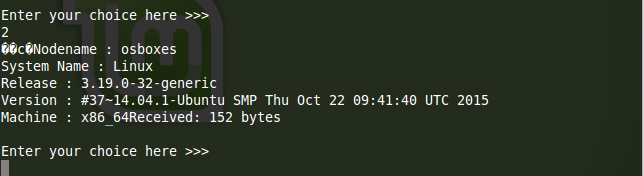 Enter your choice here >>>
2
��c�Nodename : osboxes
System Name : Linux
Release : 3.19.0-32-generic
Version : #37~14.04.1-Ubuntu SMP Thu Oct 22 09:41:40 UTC 2015
Machine : x86_64Received: 152 bytes
Enter your choice here >>>